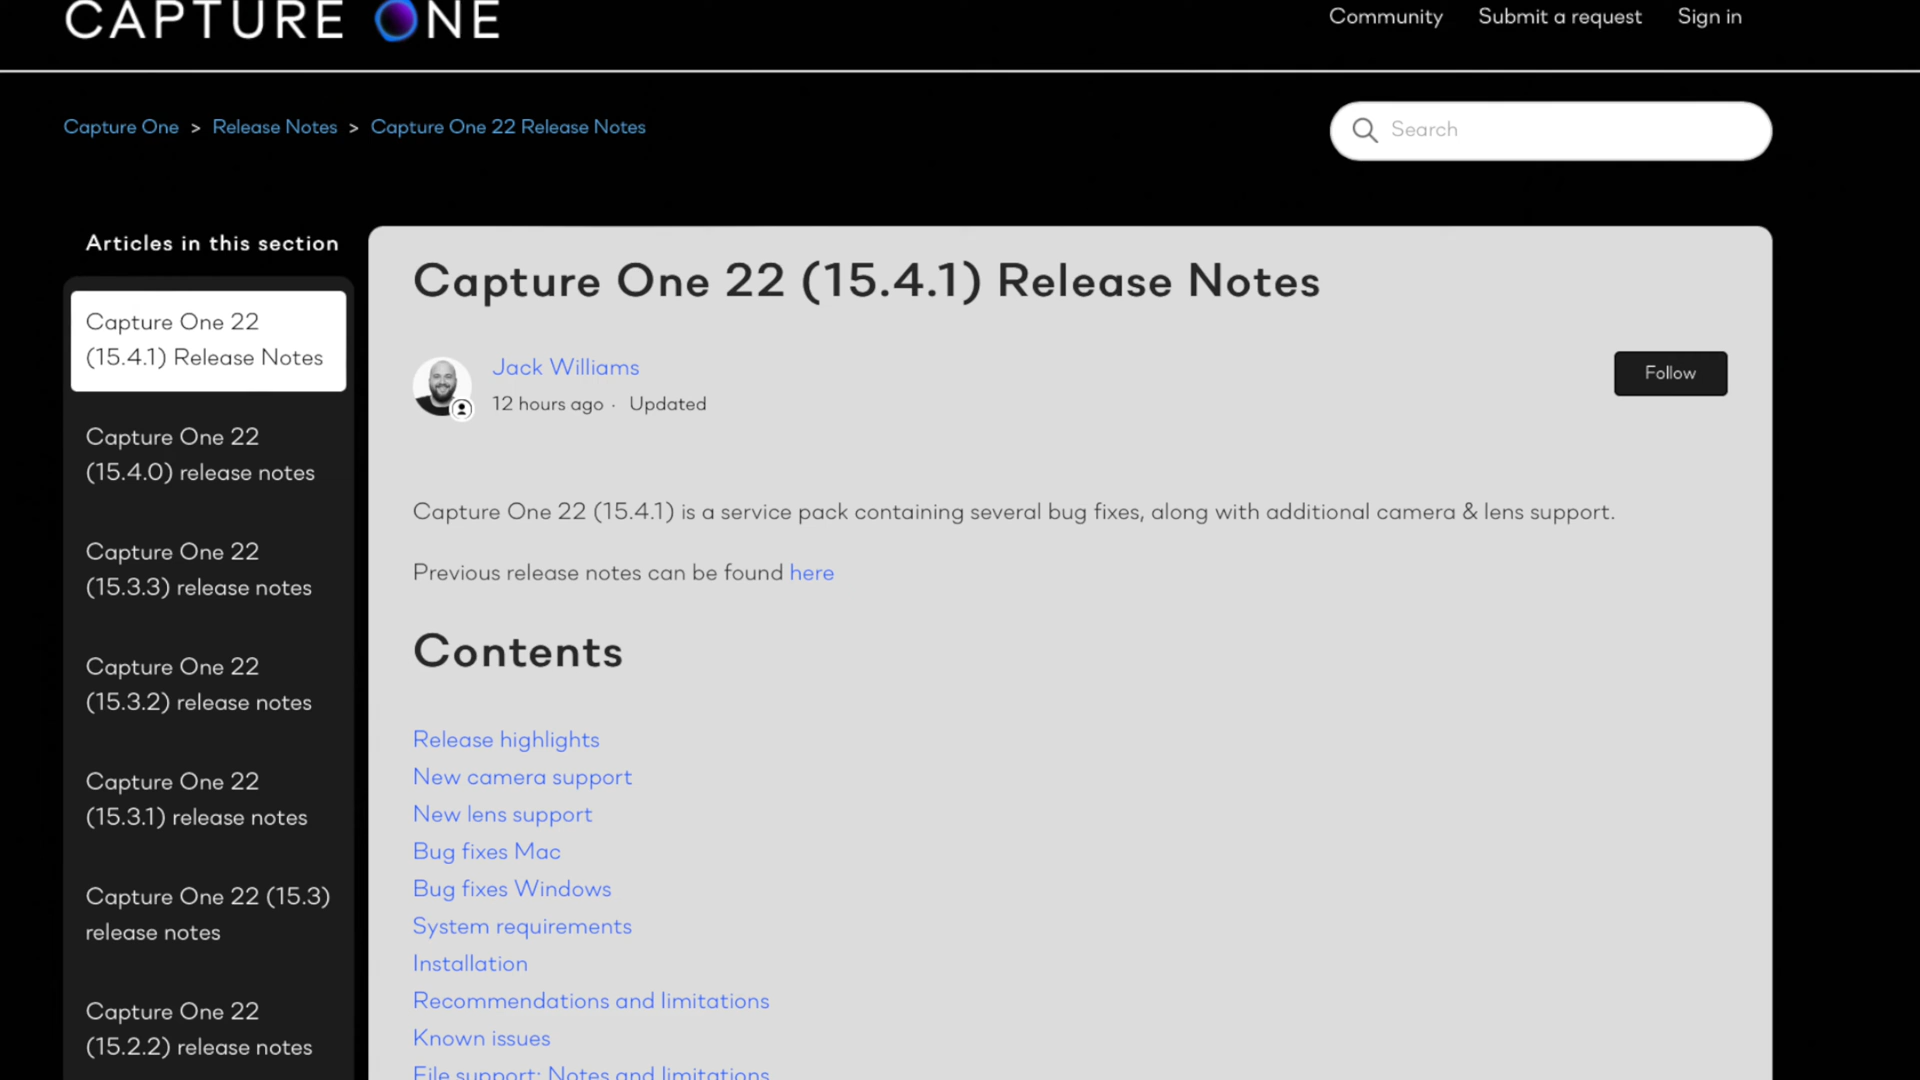 CAPTURE ONE
Community
Submit a request
Sign in
Capture One > Release Notes > Capture One 22 Release Notes
Search
Articles in this section
Capture One 22
(15.4.1) Release Notes
Capture One 22
(15.4.0) release notes
Capture One 22
(15.3.3) release notes
Capture One 22
(15.3.2) release notes
Capture One 22
(15.3.1) release notes
Capture One 22 (15.3)
release notes
Capture One 22
(15.2.2) release notes
Capture One 22 (15.4.1) Release Notes
Jack Williams
12 hours ago · Updated
Follow
Capture One 22 (15.4.1) is a service pack containing several bug fixes, along with additional camera & lens support.
Previous release notes can be found here
Contents
Release highlights
New camera support
New lens support
Bug fixes Mac
Bug fixes Windows
System requirements
Installation
Recommendations and limitations
Known issues
File support: Notes and limitations